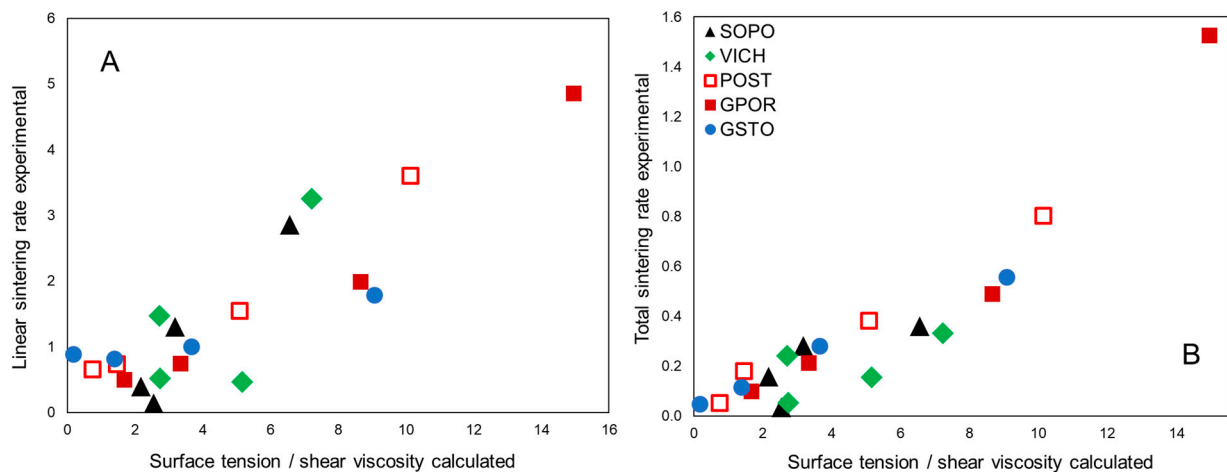 A
Linear sintering rate experimental
6
5
4
3
2
1
0
0 2 4 6 8 10 12 14 16
Surface tension / shear viscosity calculated
SOPO
VICH
POST
GPOR
GSTO
B
Total sintering rate experimental
1.6
1.4
1.2
1.0
0.8
0.6
0.4
0.2
0.0
0 2 4 6 8 10 12 14
Surface tension / shear viscosity calculated